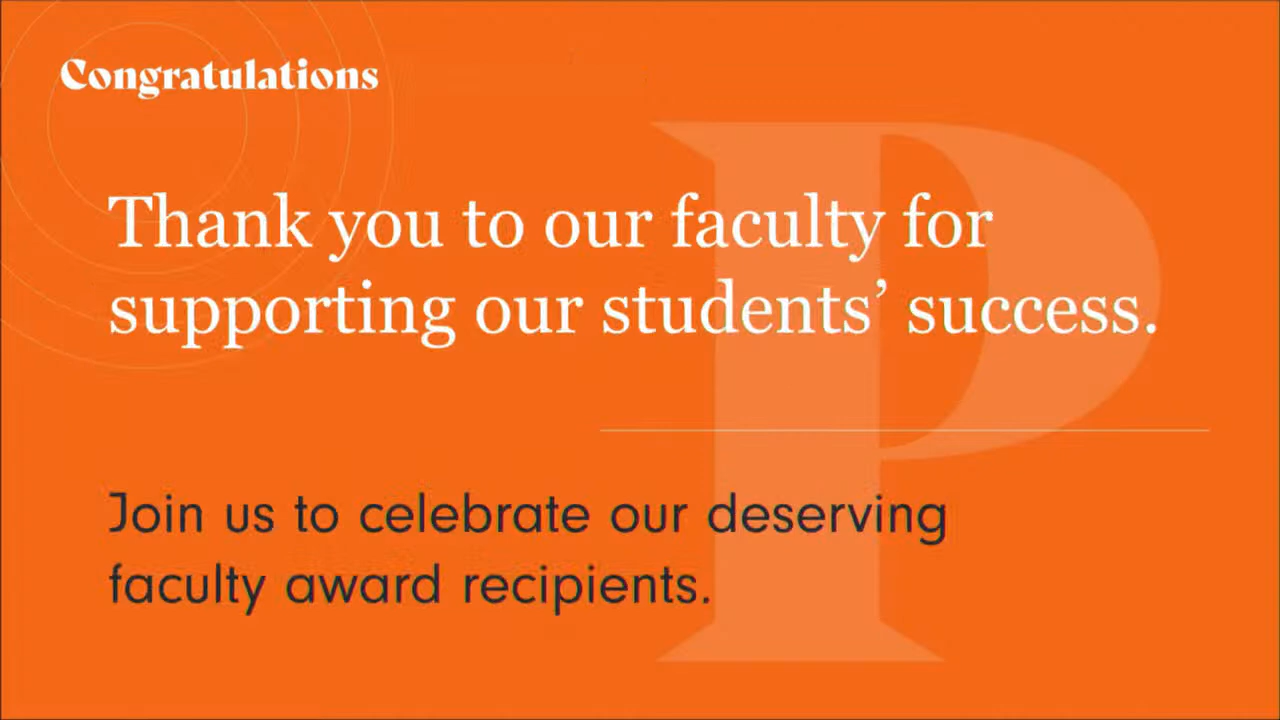 Congratulations
Thank you to our faculty for
supporting our students’ success.
Join us to celebrate our deserving
faculty award recipients.
P